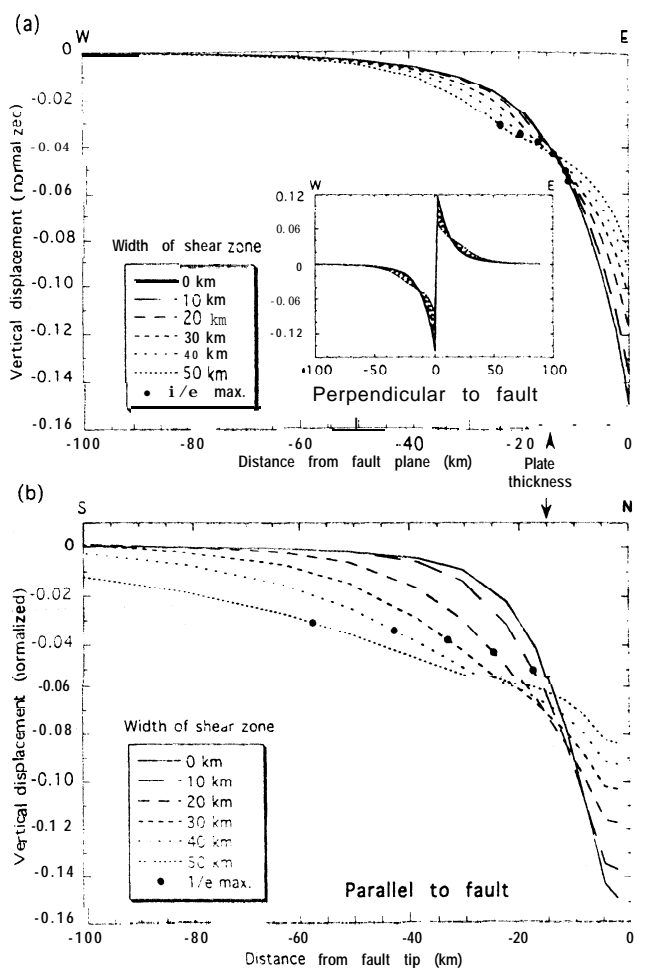 (a)
W E
0
-0.02
-0.04
-0.06
-0.08
-0.10
-0.12
-0.14
-0.16
Vertical displacement (normal zec)
W E
0.12
0.06
0
-0.06
-0.12
-100 -50 0 50 100
Perpendicular to fault
Width of shear zone
0 km
10 km
20 km
30 km
40 km
50 km
i/e max.
-100 -80 -60 -40 -20 0
Distance from fault plane (km)
Plate
thickness
(b)
S N
0
-0.02
-0.04
-0.06
-0.08
-0.10
-0.12
-0.14
-0.16
Vertical displacement (normalized)
Width of shear zone
0 km
10 km
20 km
30 km
40 km
50 km
1/e max.
Parallel to fault
-100 -80 -60 -40 -20 0
Distance from fault tip (km)